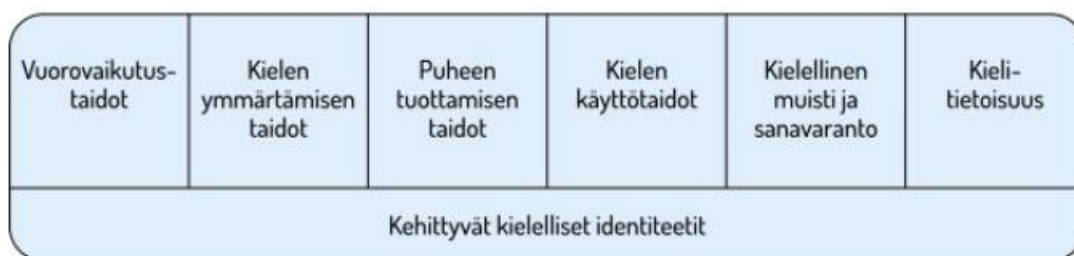 Vuorovaikutus-
taidot
Kielen
ymmärtämisen
taidot
Puheen
tuottamisen
taidot
Kielen
käyttötaidot
Kielellinen
muisti ja
sanavaranto
Kieli-
tietoisuus
Kehittyvät kielelliset identiteetit